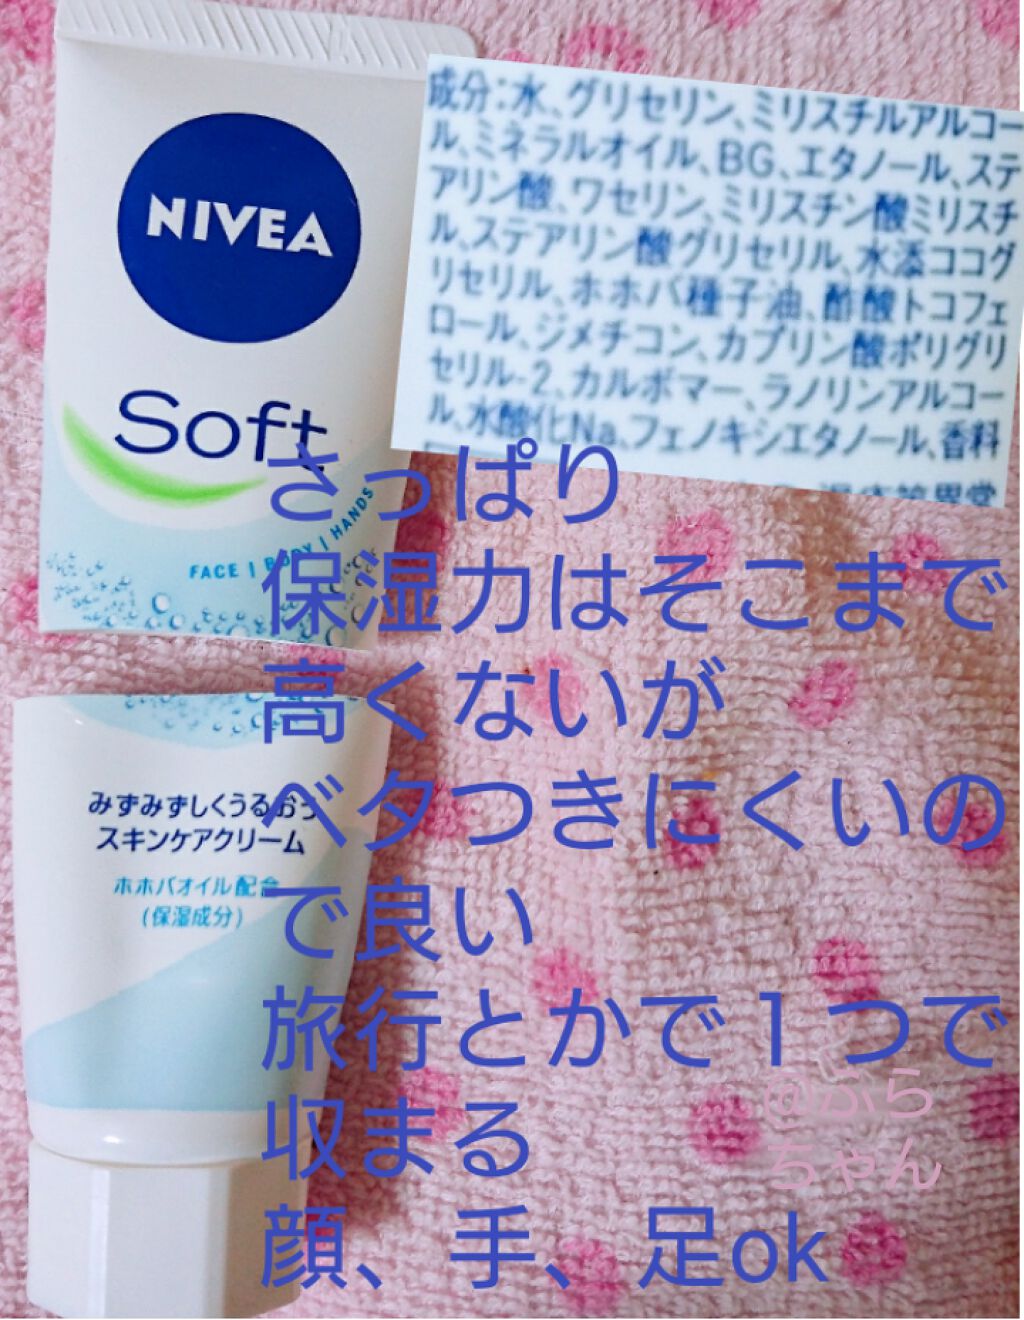 NIVEA
Soft
FACE | BODY | HANDS
成分:水、グリセリン、ミリスチルアルコー
ル、ミネラルオイル、BG、エタノール、ステ
アリン酸、ワセリン、ミリスチン酸ミリスチ
ル、ステアリン酸グリセリル、水添ココグ
リセリル、ホホバ種子油、酢酸トコフェ
ロール、ジメチコン、カプリン酸ポリグリ
セリル-2、カルボマー、ラノリンアルコー
ル、水酸化Na、フェノキシエタノール、香料
さっぱり
保湿力はそこまで
高くないが
ベタつきにくいの
で良い
旅行とかで1つで
収まる
顔、手、足ok
みずみずしくうるおう
スキンケアクリーム
ホホバオイル配合
(保湿成分)
@ぷら
ちゃん